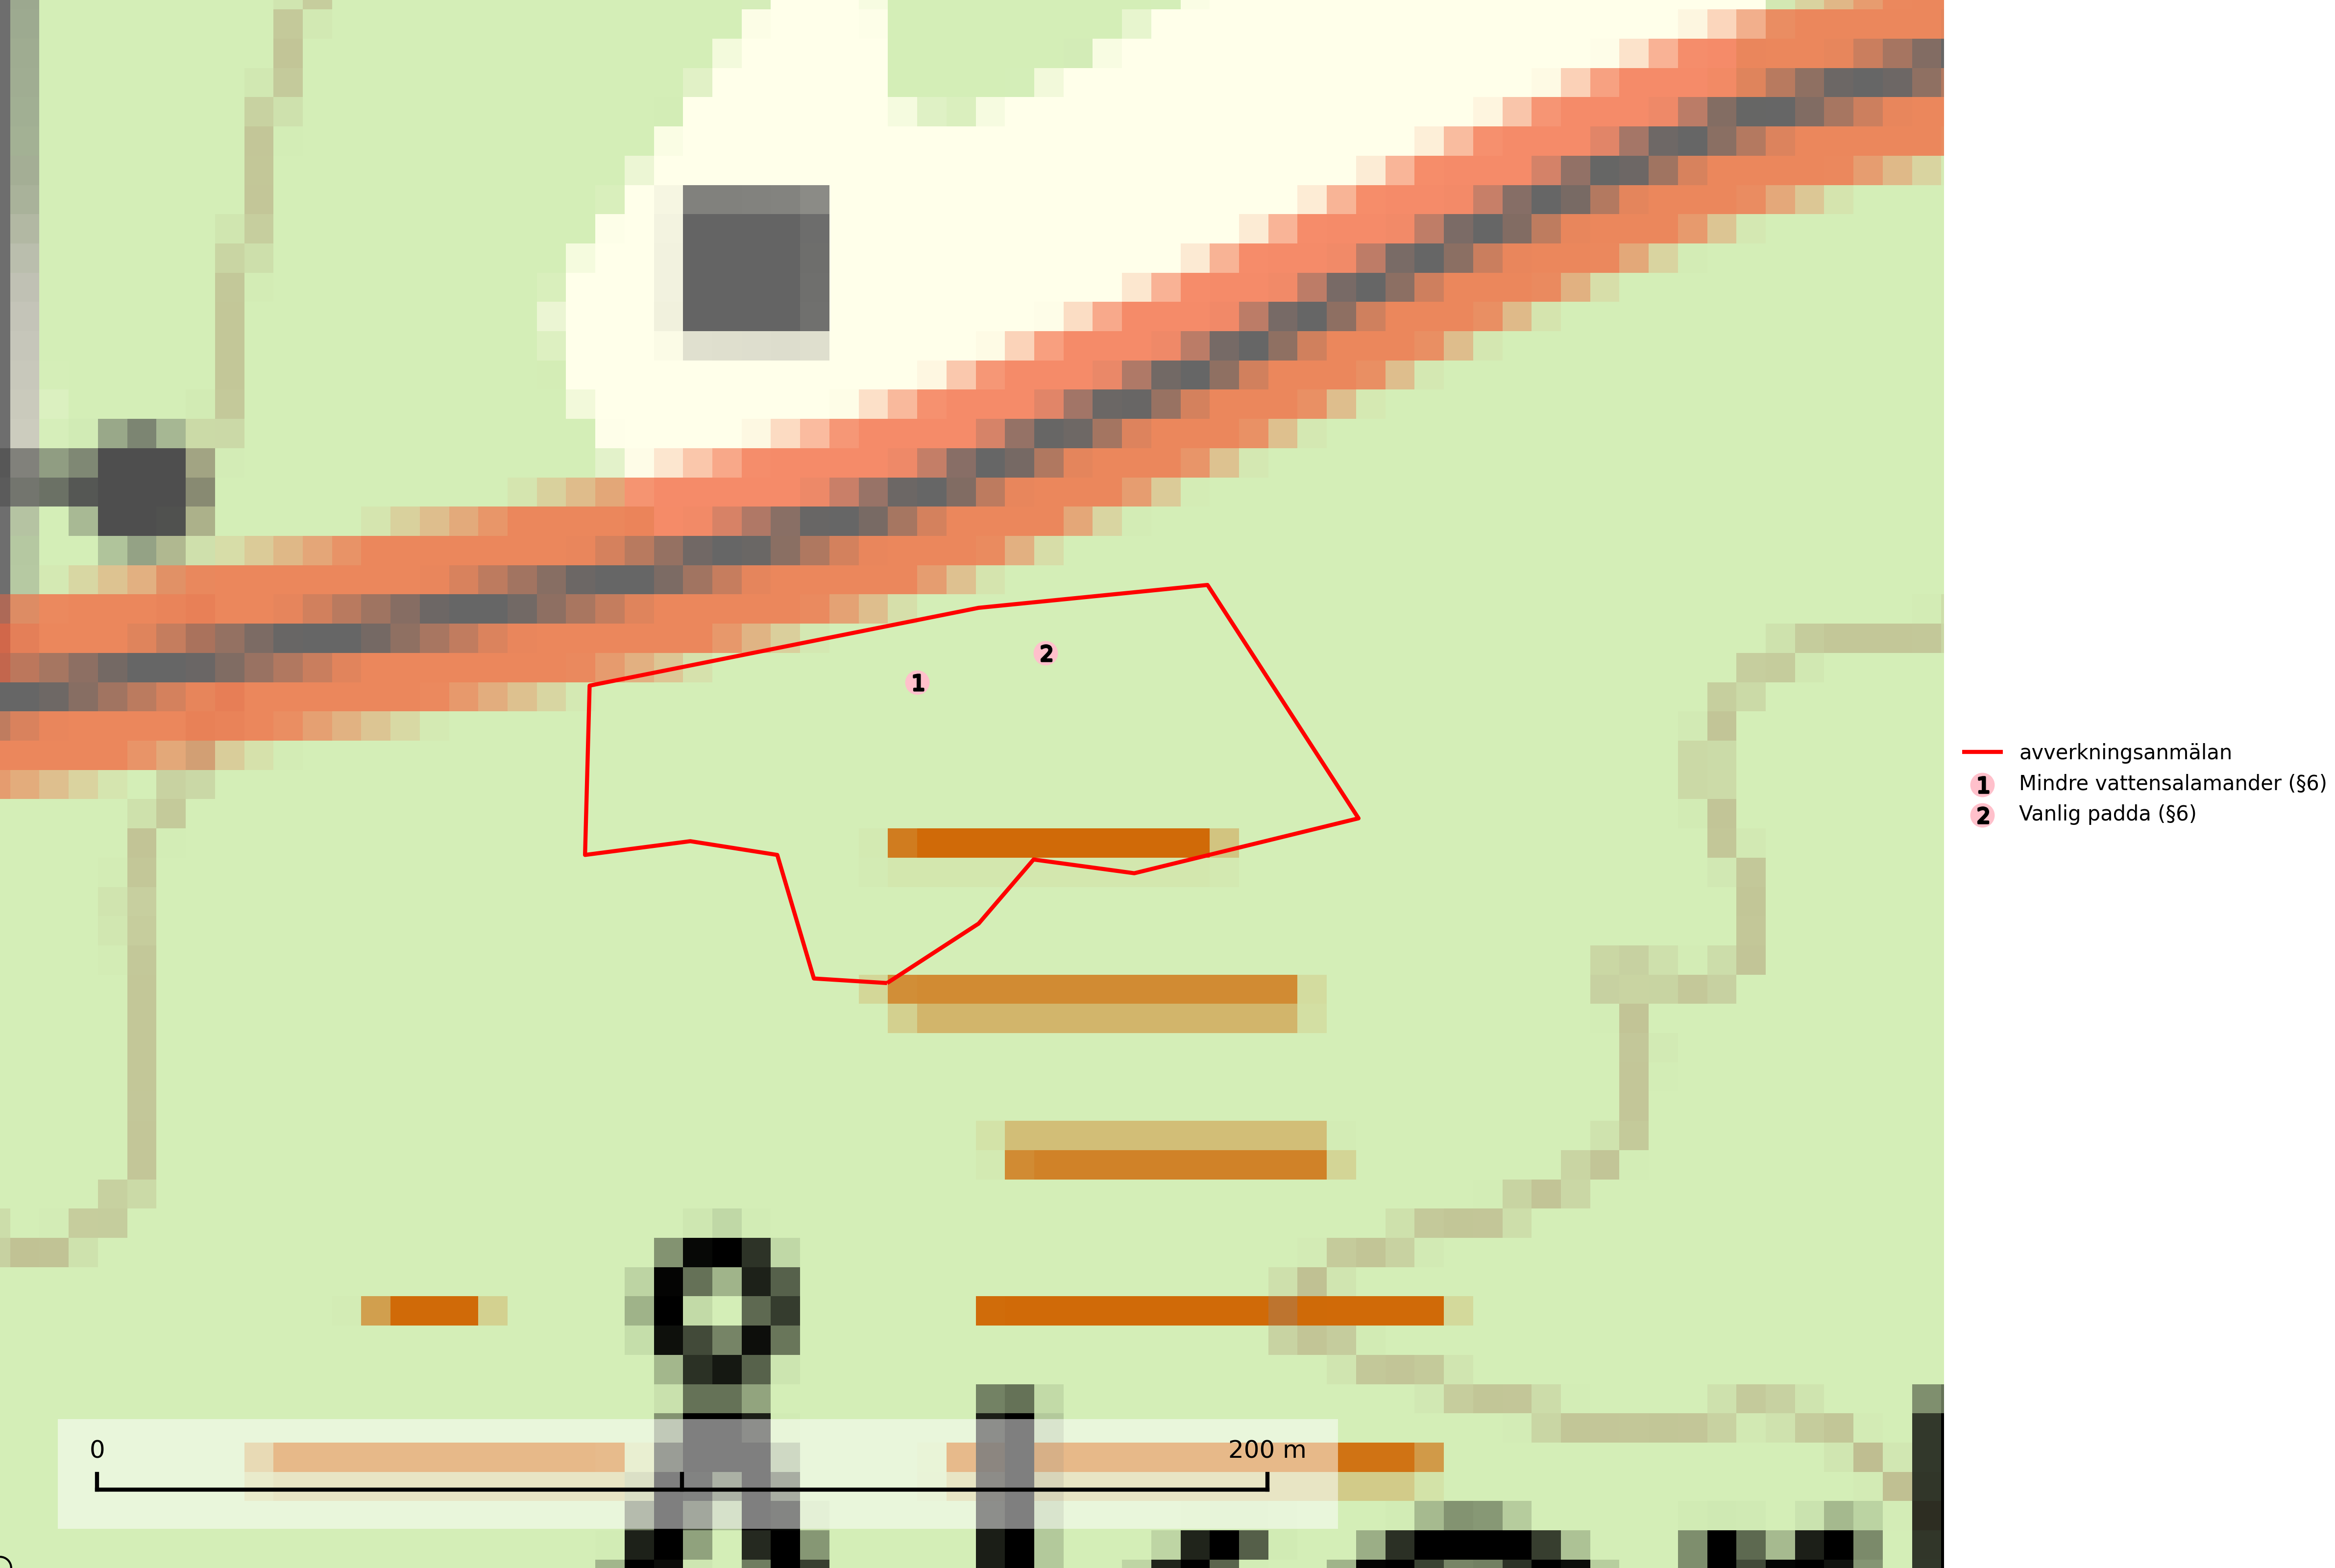 2
1
avverkningsanmälan
1 Mindre vattensalamander (§6)
2 Vanlig padda (§6)
0 200 m